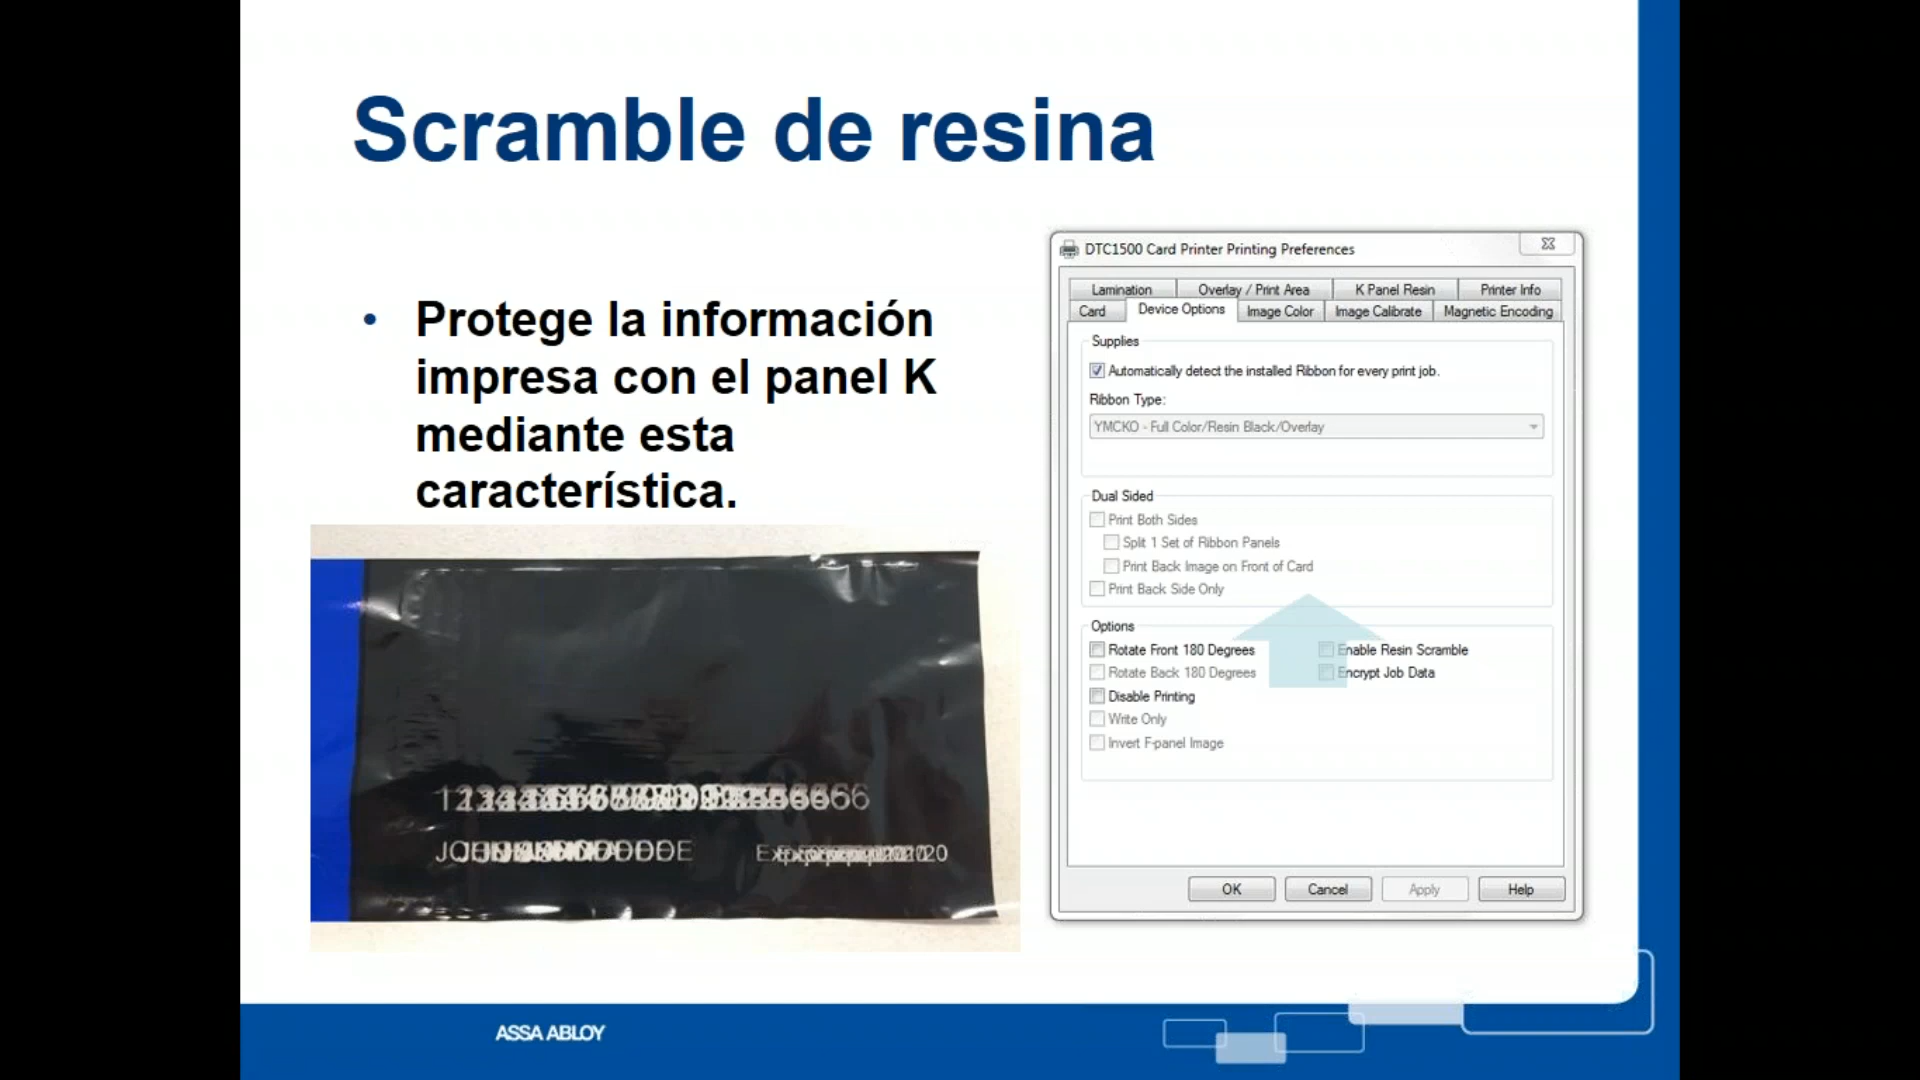 Scramble de resina
• Protege la información
impresa con el panel K
mediante esta
característica.
DTC1500 Card Printer Printing Preferences
Lamination Overlay / Print Area K Panel Resin Printer Info
Card Device Options Image Color Image Calibrate Magnetic Encoding
Supplies
Automatically detect the installed Ribbon for every print job.
Ribbon Type:
YMCKO - Full Color/Resin Black/Overlay
Dual Sided
Print Both Sides
Split 1 Set of Ribbon Panels
Print Back Image on Front of Card
Print Back Side Only
Options
Rotate Front 180 Degrees Enable Resin Scramble
Rotate Back 180 Degrees Encrypt Job Data
Disable Printing
Write Only
Invert F-panel Image
OK Cancel Apply Help
ASSA ABLOY